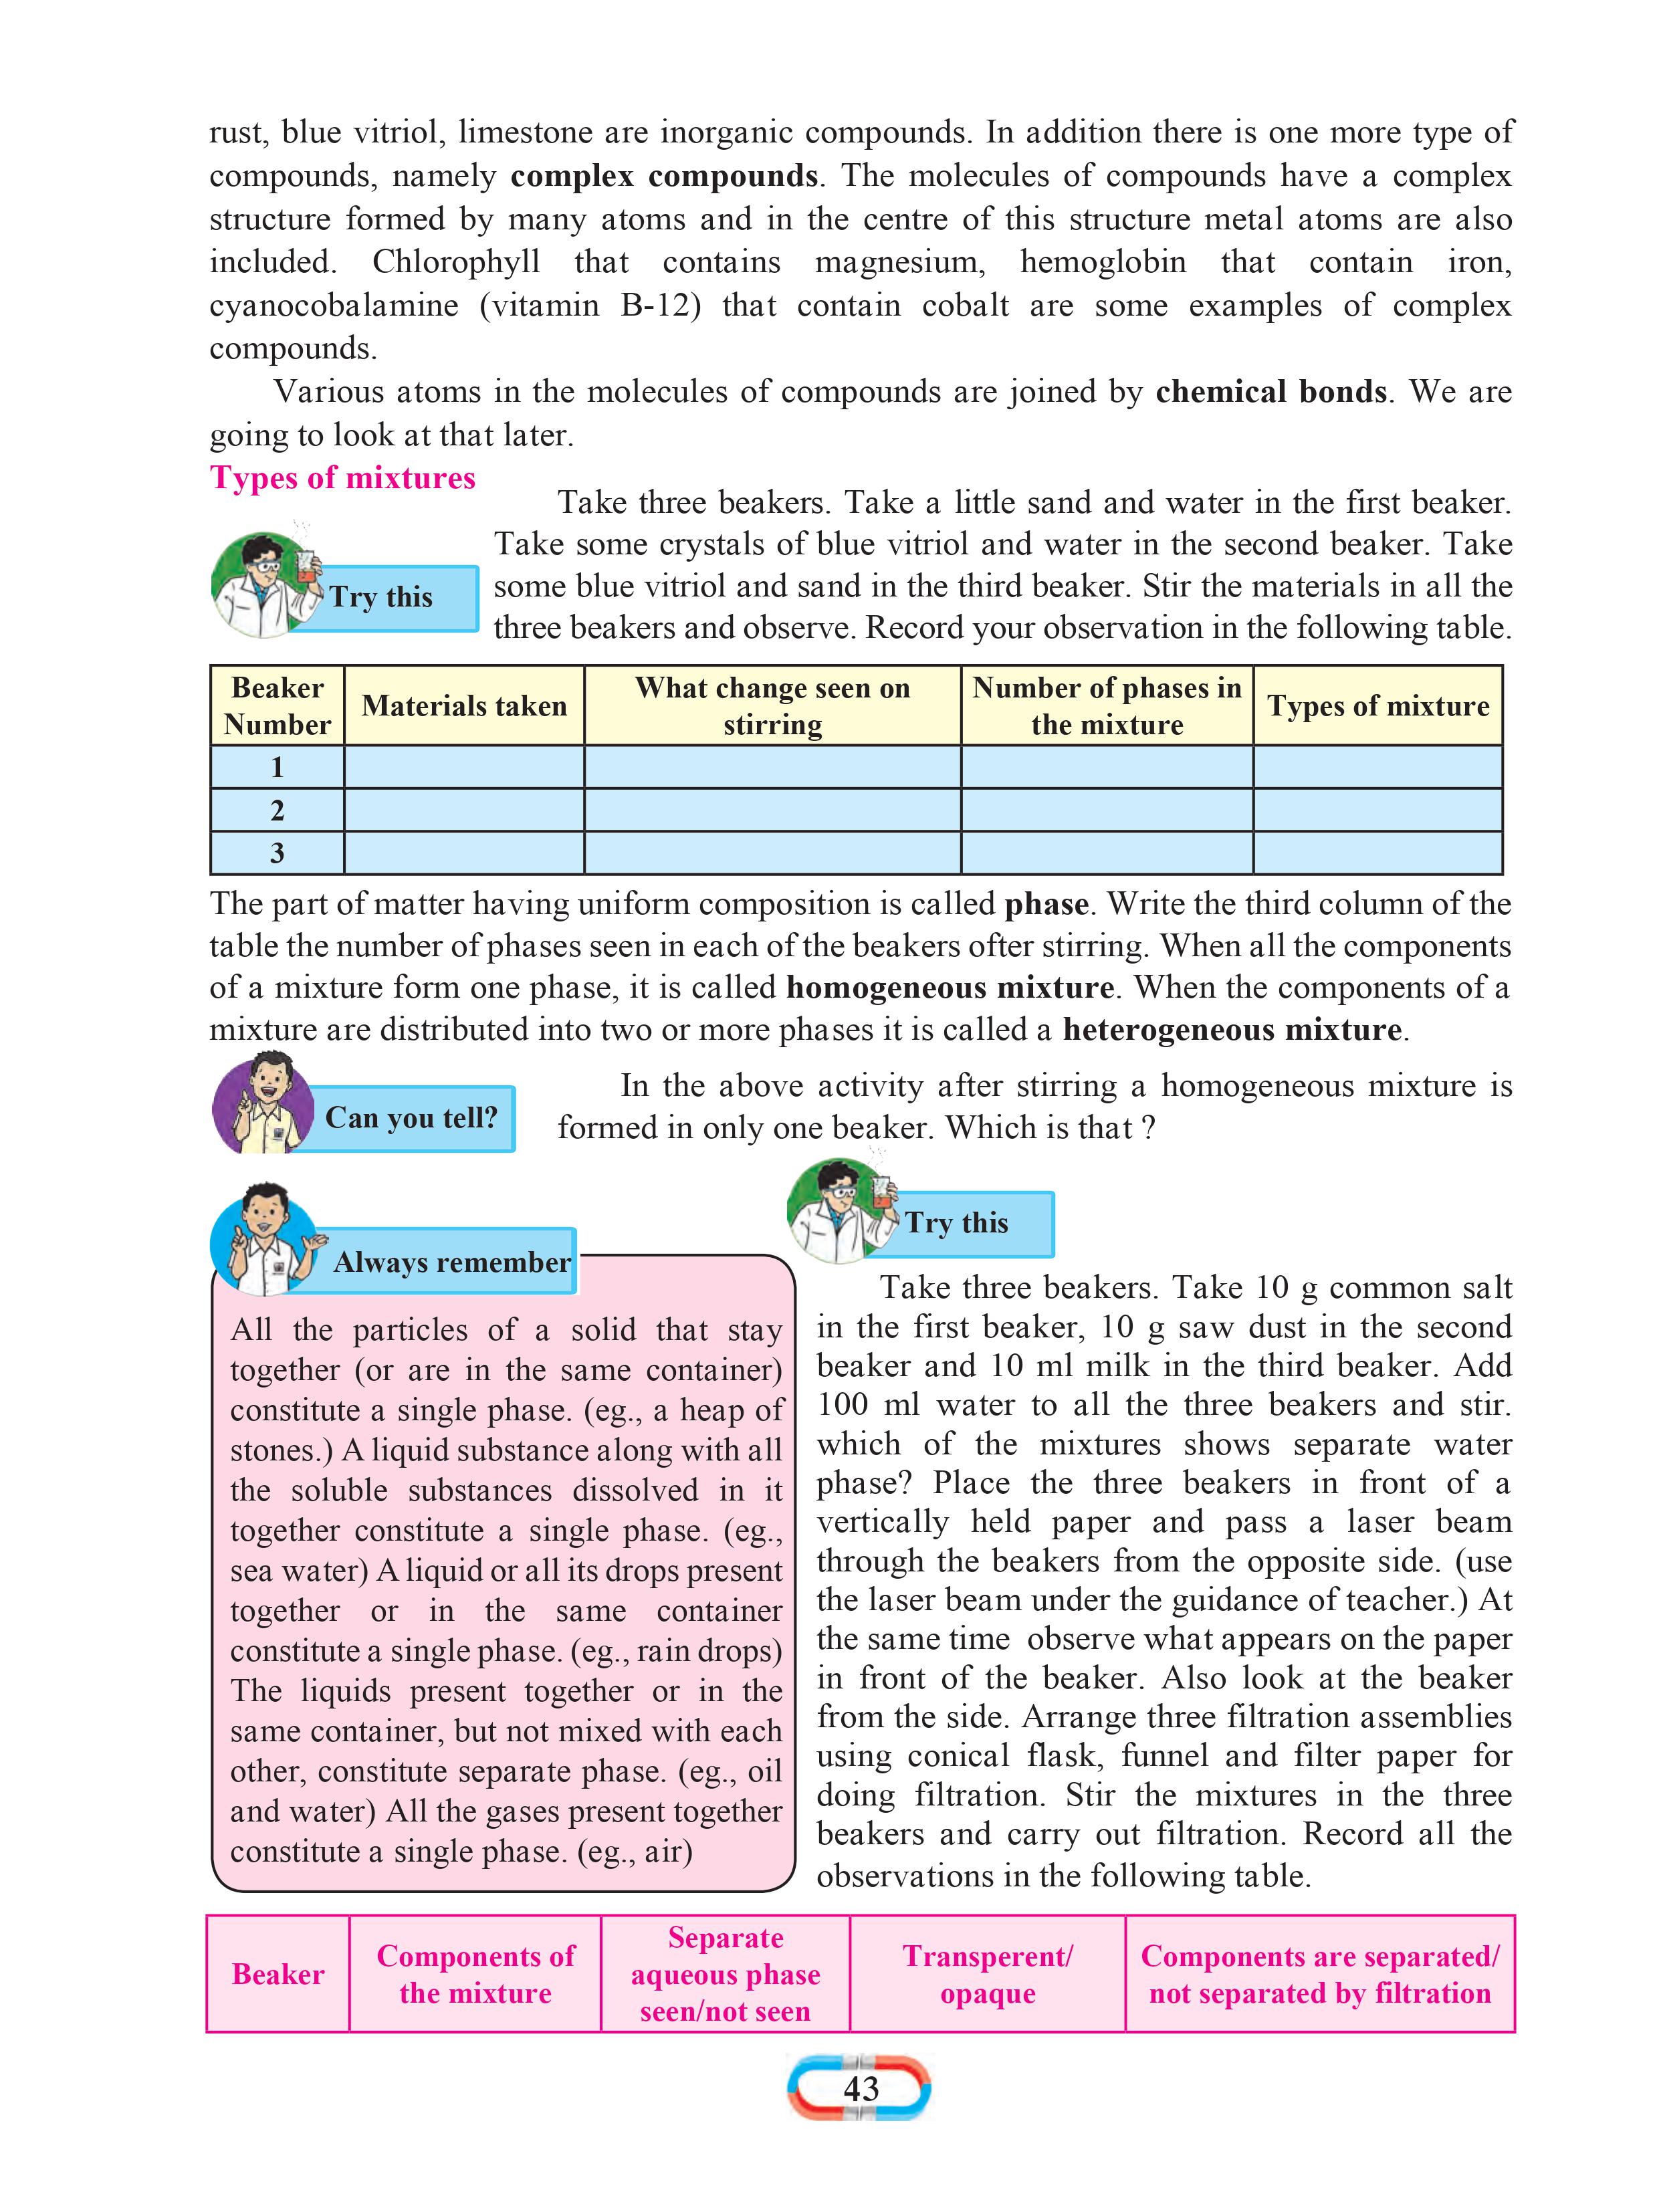 rust, blue vitriol, limestone are inorganic compounds. In addition there is one more type of
compounds, namely complex compounds. The molecules of compounds have a complex
structure formed by many atoms and in the centre of this structure metal atoms are also
included. Chlorophyll that contains magnesium, hemoglobin that contain iron,
cyanocobalamine (vitamin B-12) that contain cobalt are some examples of complex
compounds.
Various atoms in the molecules of compounds are joined by chemical bonds. We are
going to look at that later.
Types of mixtures
Try this
Take three beakers. Take a little sand and water in the first beaker.
Take some crystals of blue vitriol and water in the second beaker. Take
some blue vitriol and sand in the third beaker. Stir the materials in all the
three beakers and observe. Record your observation in the following table.
Beaker
Number
Materials taken
What change seen on
stirring
Number of phases in
the mixture
Types of mixture
1
2
3
The part of matter having uniform composition is called phase. Write the third column of the
table the number of phases seen in each of the beakers ofter stirring. When all the components
of a mixture form one phase, it is called homogeneous mixture. When the components of a
mixture are distributed into two or more phases it is called a heterogeneous mixture.
Can you tell?
In the above activity after stirring a homogeneous mixture is
formed in only one beaker. Which is that ?
Always remember
All the particles of a solid that stay
together (or are in the same container)
constitute a single phase. (eg., a heap of
stones.) A liquid substance along with all
the soluble substances dissolved in it
together constitute a single phase. (eg.,
sea water) A liquid or all its drops present
together or in the same container
constitute a single phase. (eg., rain drops)
The liquids present together or in the
same container, but not mixed with each
other, constitute separate phase. (eg., oil
and water) All the gases present together
constitute a single phase. (eg., air)
Try this
Take three beakers. Take 10 g common salt
in the first beaker, 10 g saw dust in the second
beaker and 10 ml milk in the third beaker. Add
100 ml water to all the three beakers and stir.
which of the mixtures shows separate water
phase? Place the three beakers in front of a
vertically held paper and pass a laser beam
through the beakers from the opposite side. (use
the laser beam under the guidance of teacher.) At
the same time observe what appears on the paper
in front of the beaker. Also look at the beaker
from the side. Arrange three filtration assemblies
using conical flask, funnel and filter paper for
doing filtration. Stir the mixtures in the three
beakers and carry out filtration. Record all the
observations in the following table.
Beaker
Components of
the mixture
Separate
aqueous phase
seen/not seen
Transperent/
opaque
Components are separated/
not separated by filtration
43